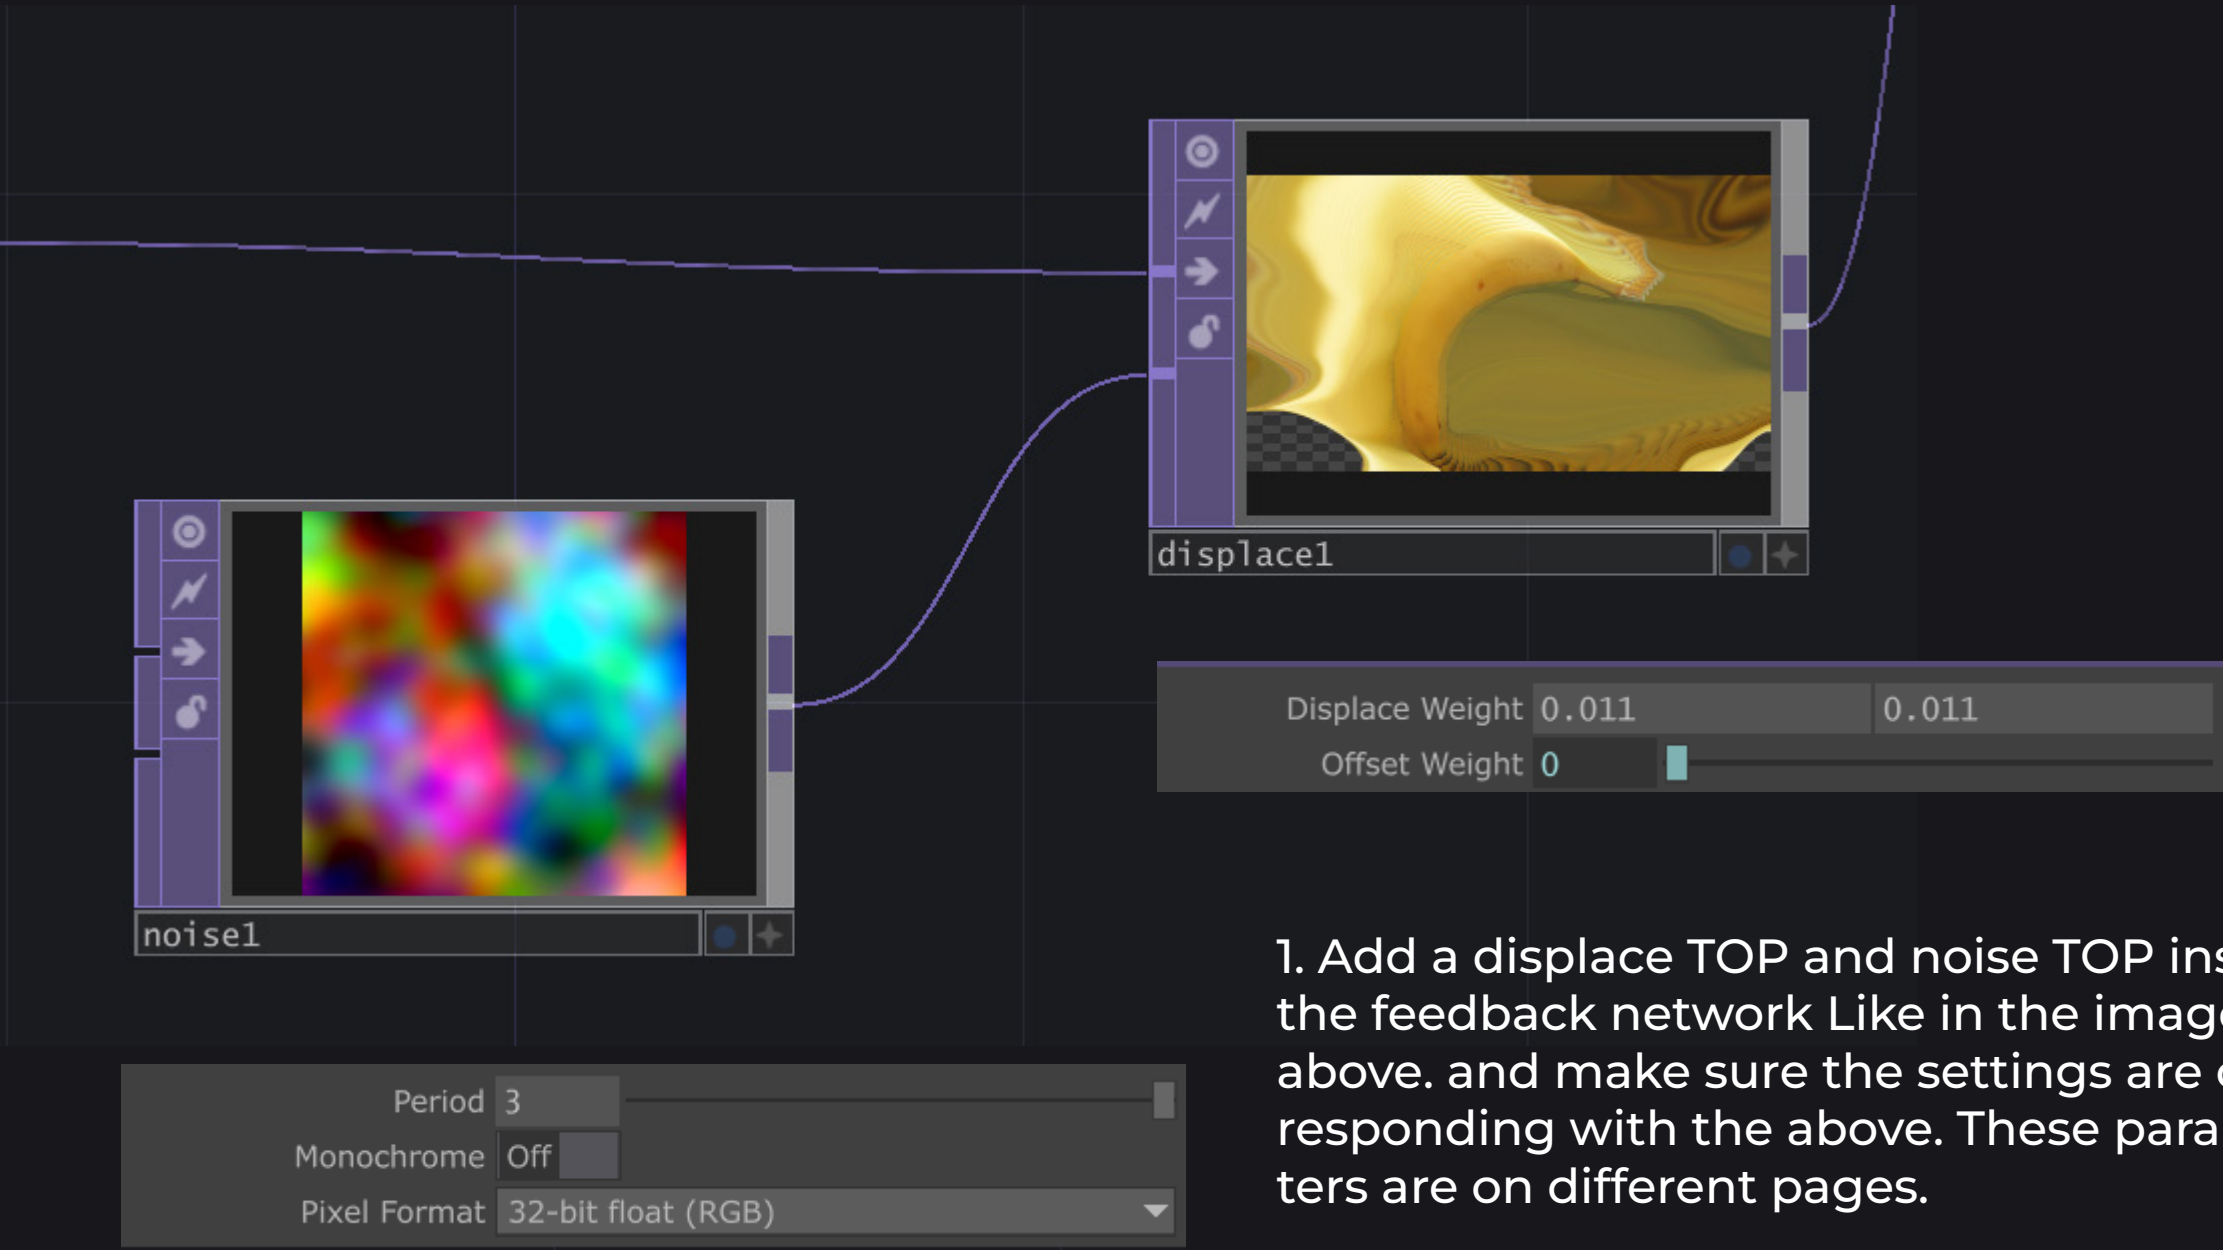 displace1
noise1
Displace Weight 0.011 0.011
Offset Weight 0
1. Add a displace TOP and noise TOP
the feedback network Like in the
above. and make sure the settings are
responding with the above. These
ters are on different pages.
Period 3
Monochrome Off
Pixel Format 32-bit float (RGB)